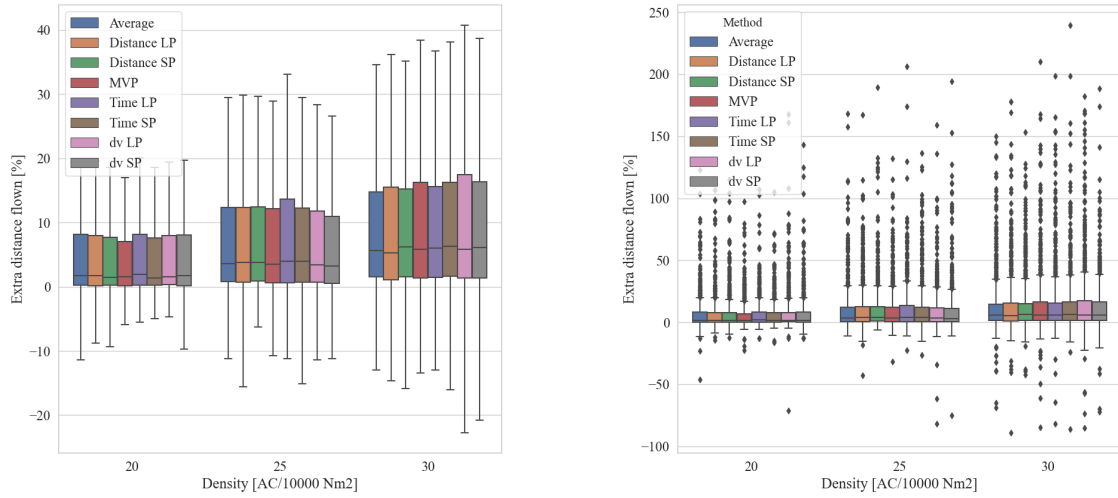 40
30
20
10
0
−10
−20
Extra distance flown [%]
Average
Distance LP
Distance SP
MVP
Time LP
Time SP
dv LP
dv SP
20
25
30
Density [AC/10000 Nm2]
250
200
150
100
50
0
−50
−100
Extra distance flown [%]
Method
Average
Distance LP
Distance SP
MVP
Time LP
Time SP
dv LP
dv SP
20
25
30
Density [AC/10000 Nm2]